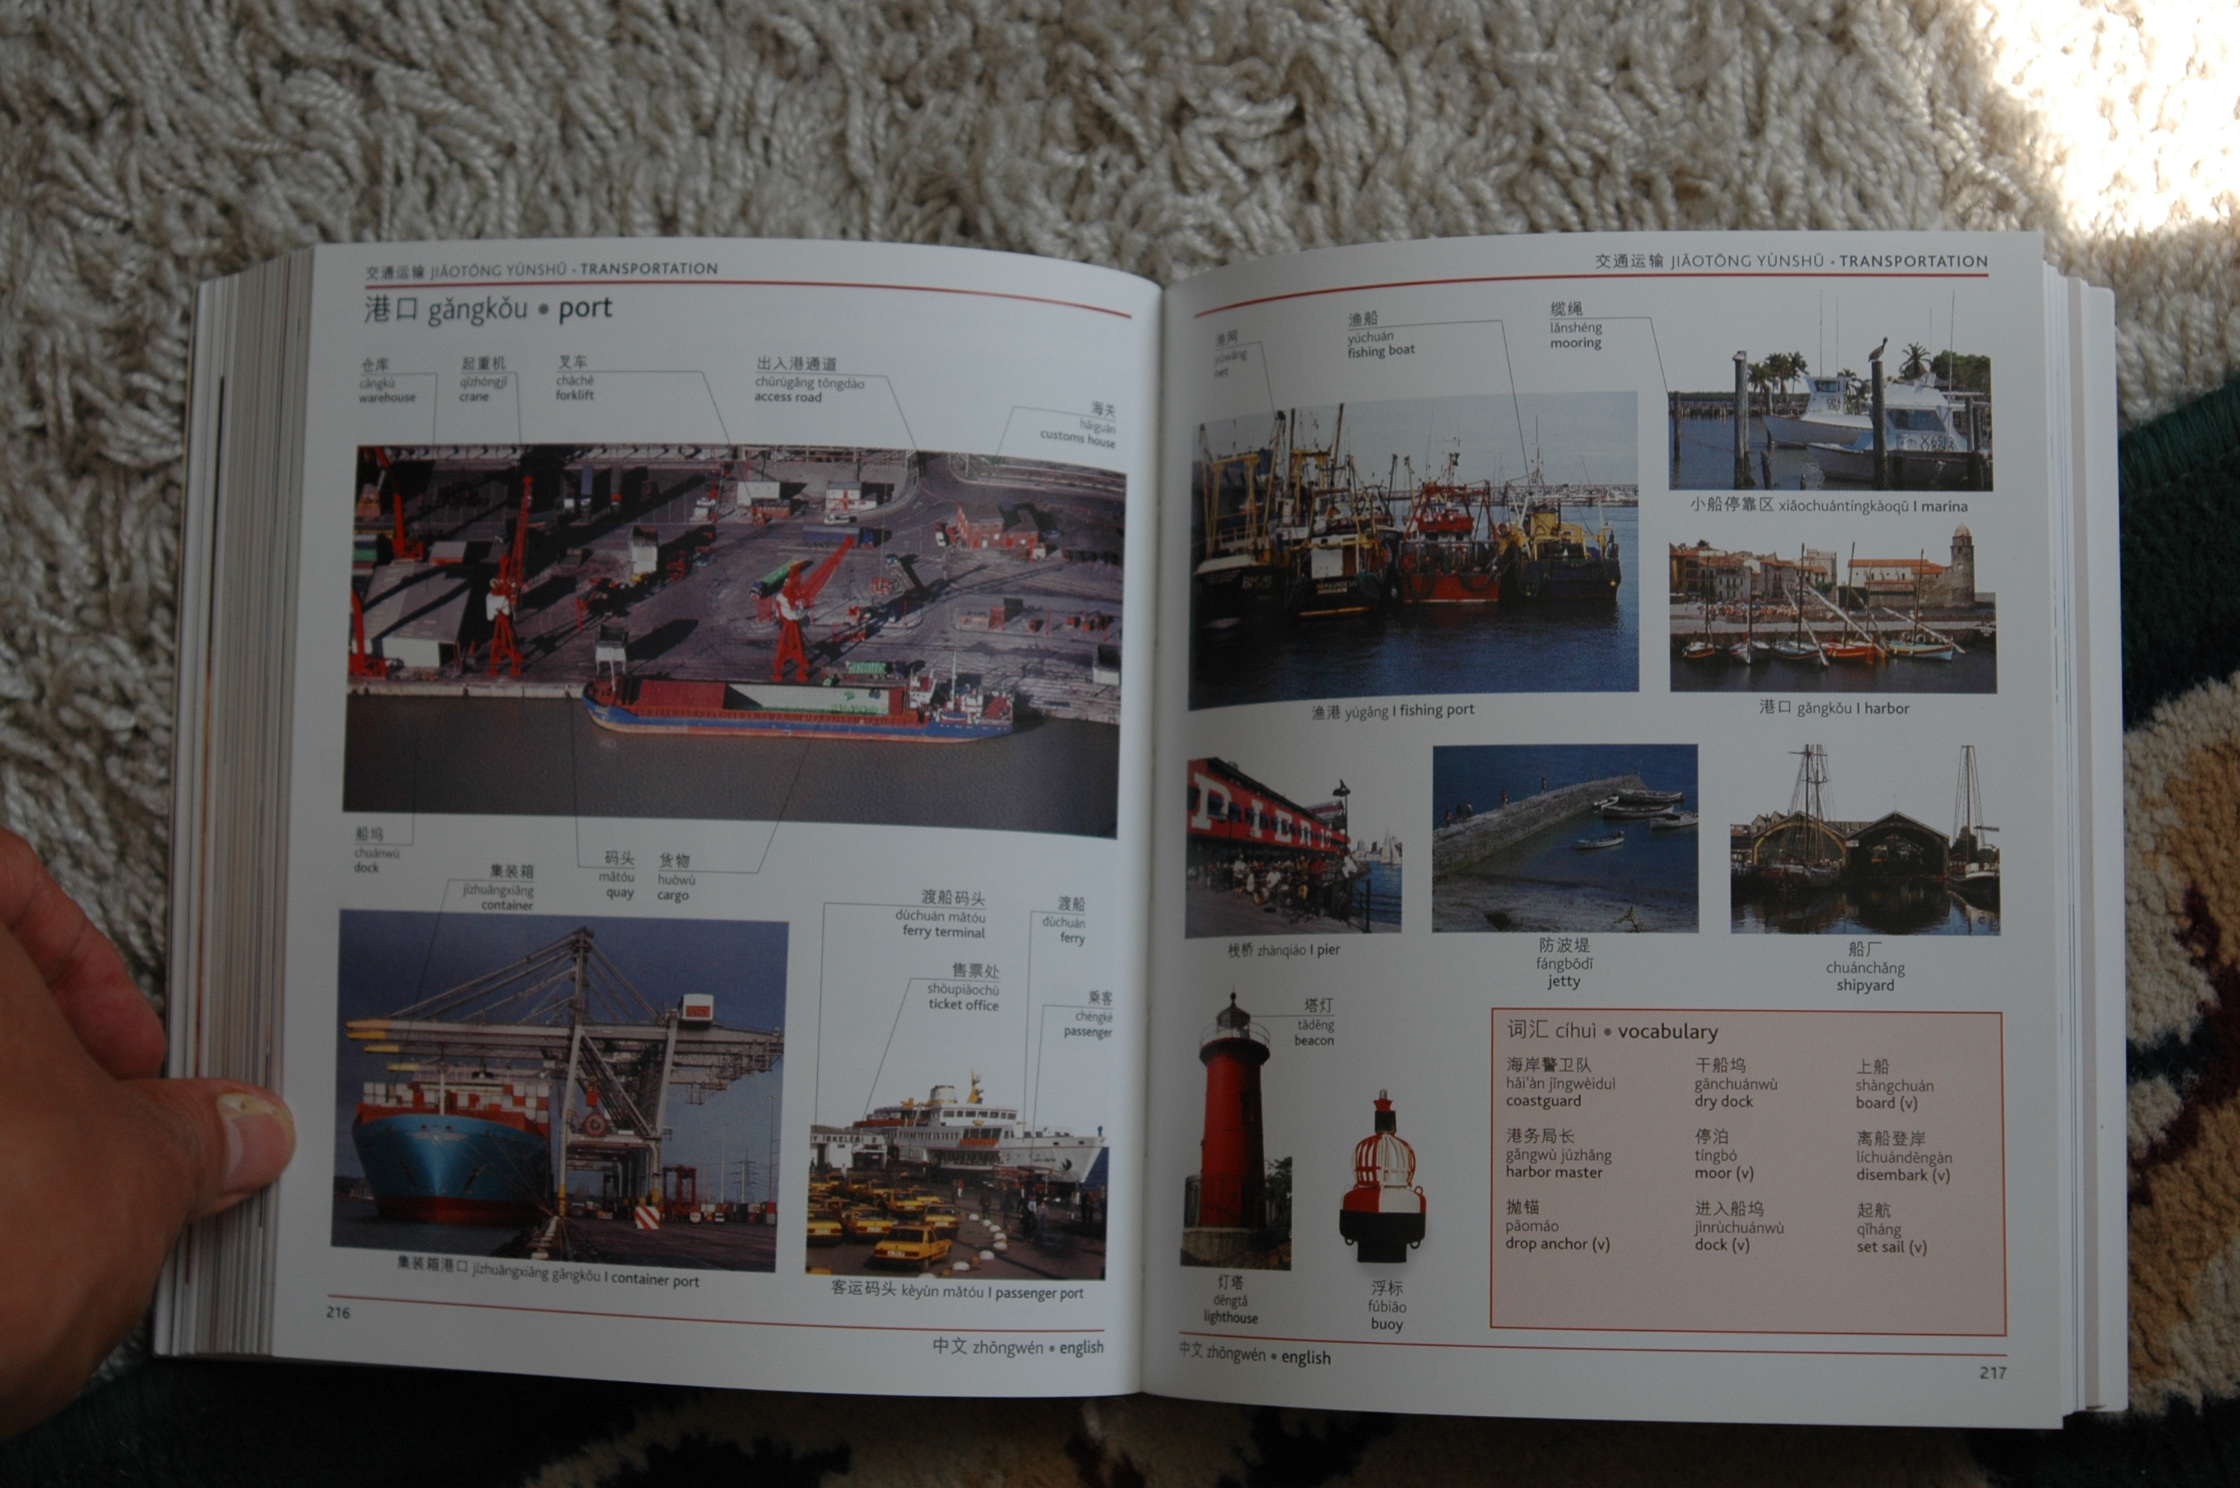 交通运输 JIĀOTŌNG YÙNSHŪ • TRANSPORTATION
港口 gǎngkǒu • port
仓库
cāngkù
warehouse
起重机
qǐzhòngjī
crane
叉车
chāchē
forklift
出入港通道
chūrùgǎng tōngdào
access road
海关
hǎiguān
customs house
船坞
chuánwù
dock
集装箱
jízhuāngxiāng
container
码头
mǎtóu
quay
货物
huòwù
cargo
渡船码头
dùchuán mǎtóu
ferry terminal
售票处
shòupiàochù
ticket office
渡船
dùchuán
ferry
乘客
chéngkè
passenger
集装箱港口 jízhuāngxiāng gǎngkǒu I container port
客运码头 kèyùn mǎtóu I passenger port
216
中文 zhōngwén • english
交通运输 JIĀOTŌNG YÙNSHŪ • TRANSPORTATION
渔网
yúwǎng
net
渔船
yúchuán
fishing boat
缆绳
lǎnshéng
mooring
渔港 yúgǎng I fishing port
小船停靠区 xiǎochuántíngkàoqū I marina
港口 gǎngkǒu I harbor
栈桥 zhànqiáo I pier
防波堤
fángbōdī
jetty
船厂
chuánchǎng
shipyard
塔灯
tǎdēng
beacon
灯塔
dēngtǎ
lighthouse
浮标
fúbiāo
buoy
词汇 cíhuì • vocabulary
海岸警卫队
hǎi'àn jǐngwèiduì
coastguard
港务局长
gǎngwù júzhǎng
harbor master
抛锚
pāomáo
drop anchor (v)
干船坞
gānchuánwù
dry dock
停泊
tíngbó
moor (v)
进入船坞
jìnrùchuánwù
dock (v)
上船
shàngchuán
board (v)
离船登岸
líchuándēngàn
disembark (v)
起航
qǐháng
set sail (v)
中文 zhōngwén • english
217